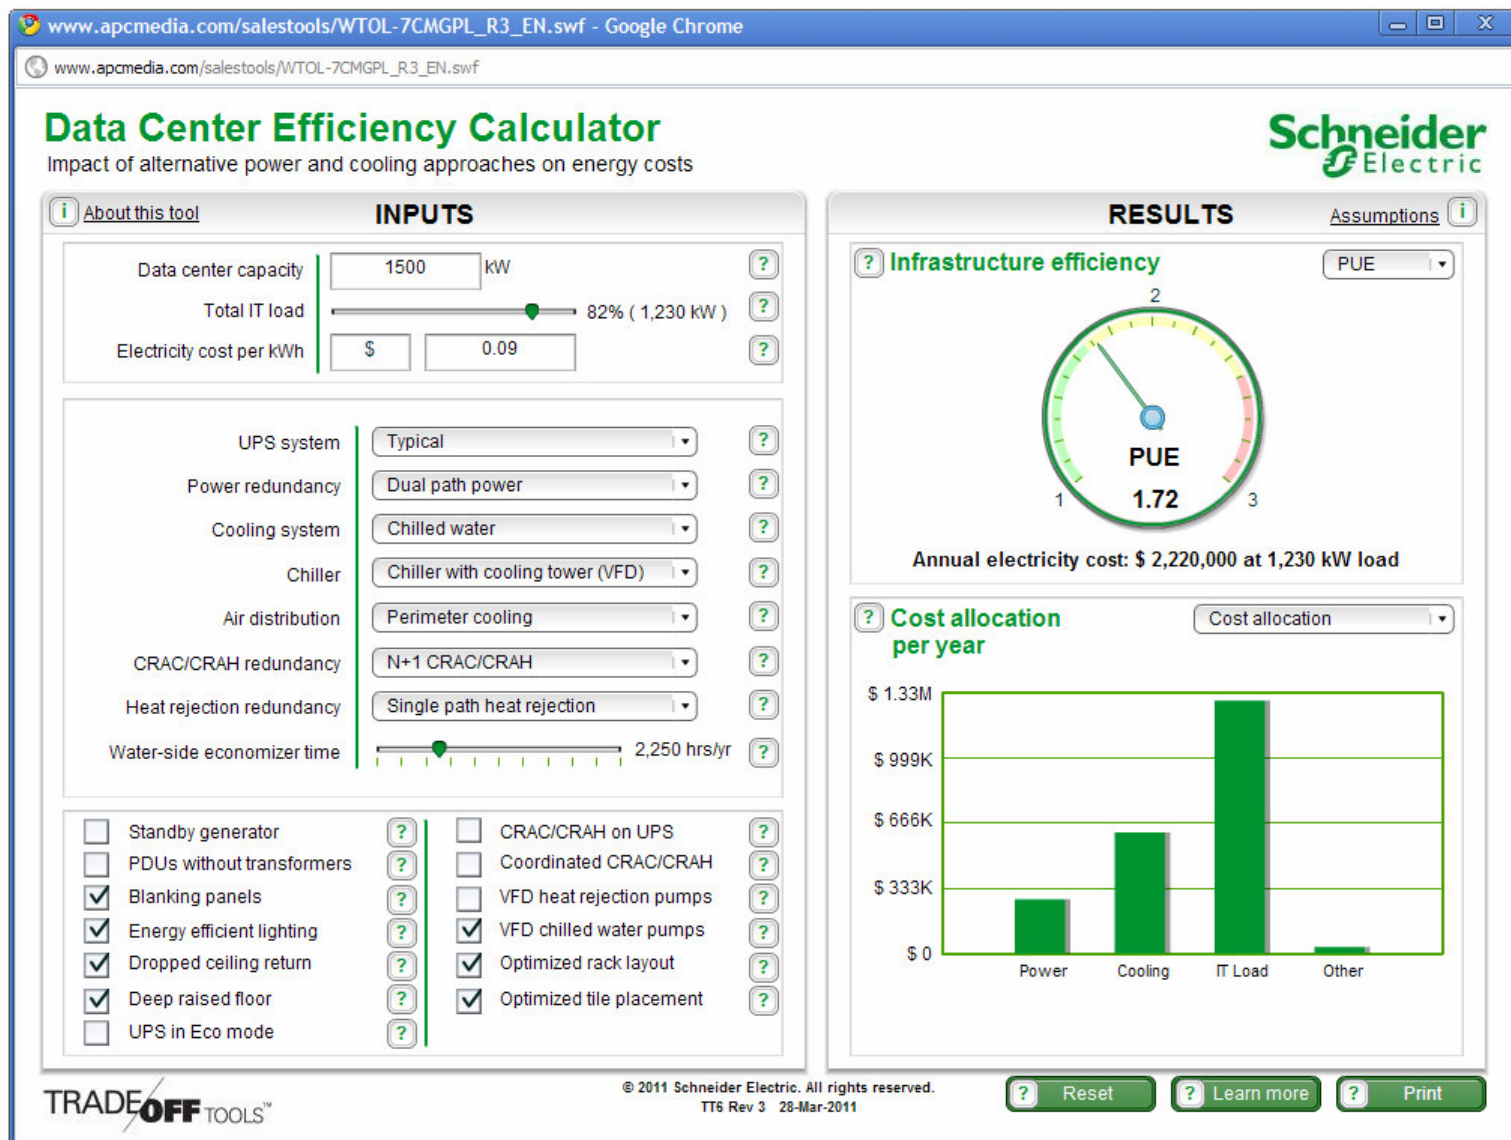 www.apcmedia.com/salestools/WTOL-7CMGPL_R3_EN.swf - Google Chrome
www.apcmedia.com/salestools/WTOL-7CMGPL_R3_EN.swf
Data Center Efficiency Calculator
Impact of alternative power and cooling approaches on energy costs
Schneider
Electric
i About this tool INPUTS
Data center capacity 1500 kW ?
Total IT load 82% ( 1,230 kW ) ?
Electricity cost per kWh $ 0.09 ?
UPS system Typical ?
Power redundancy Dual path power ?
Cooling system Chilled water ?
Chiller Chiller with cooling tower (VFD) ?
Air distribution Perimeter cooling ?
CRAC/CRAH redundancy N+1 CRAC/CRAH ?
Heat rejection redundancy Single path heat rejection ?
Water-side economizer time 2,250 hrs/yr ?
Standby generator ? CRAC/CRAH on UPS ?
PDUs without transformers ? Coordinated CRAC/CRAH ?
Blanking panels ? VFD heat rejection pumps ?
Energy efficient lighting ? VFD chilled water pumps ?
Dropped ceiling return ? Optimized rack layout ?
Deep raised floor ? Optimized tile placement ?
UPS in Eco mode ?
RESULTS Assumptions i
? Infrastructure efficiency PUE
2
PUE
1 1.72 3
Annual electricity cost: $ 2,220,000 at 1,230 kW load
? Cost allocation Cost allocation
per year
$ 1.33M
$ 999K
$ 666K
$ 333K
$ 0
Power Cooling IT Load Other
TRADE OFF TOOLS™
© 2011 Schneider Electric. All rights reserved.
TT6 Rev 3 28-Mar-2011
? Reset ? Learn more ? Print